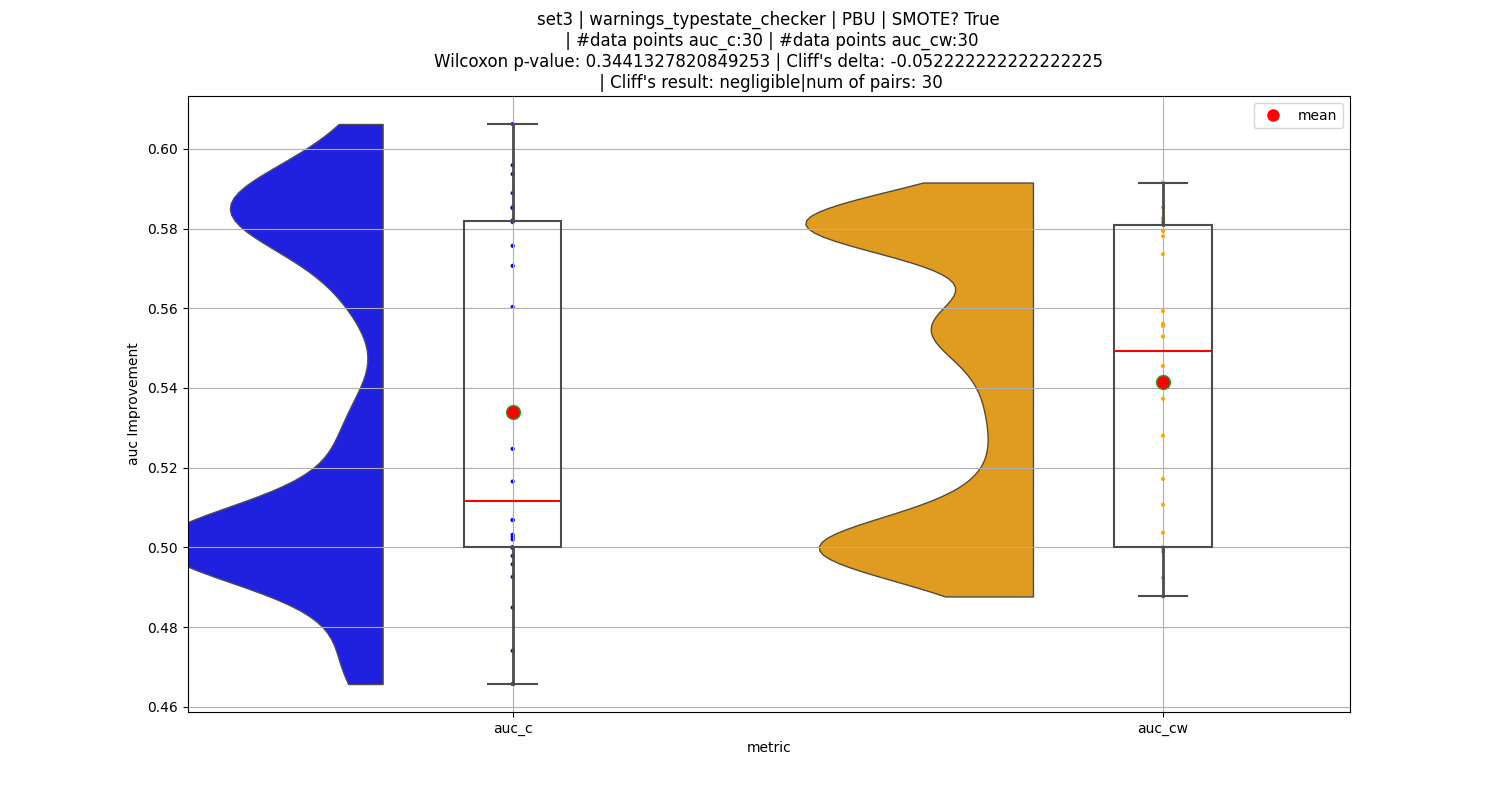 set3 | warnings_typestate_checker | PBU | SMOTE? True
| #data points auc_c:30 | #data points auc_cw:30
Wilcoxon p-value: 0.3441327820849253 | Cliff's delta: -0.052222222222222225
| Cliff's result: negligible|num of pairs: 30
mean
0.60
0.58
0.56
0.54
0.52
0.50
0.48
0.46
auc Improvement
auc_c
auc_cw
metric